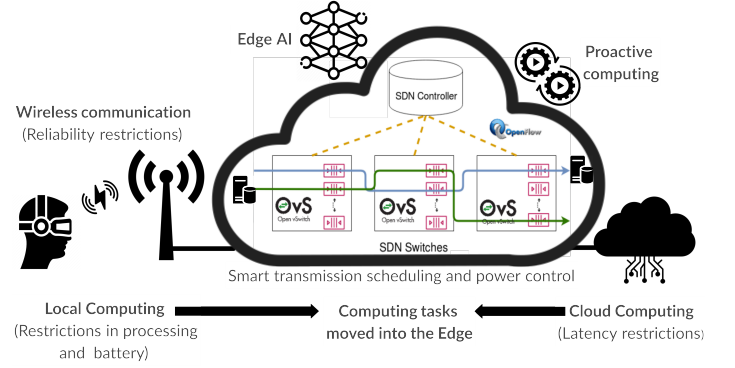 Edge AI
Proactive
computing
SDN Controller
Wireless communication
(Reliability restrictions)
OpenFlow
OvS
Open vSwitch
OvS
Open vSwitch
OvS
Open vSwitch
SDN Switches
Smart transmission scheduling and power control
Local Computing
(Restrictions in processing
and battery)
Computing tasks
moved into the Edge
Cloud Computing
(Latency restrictions)